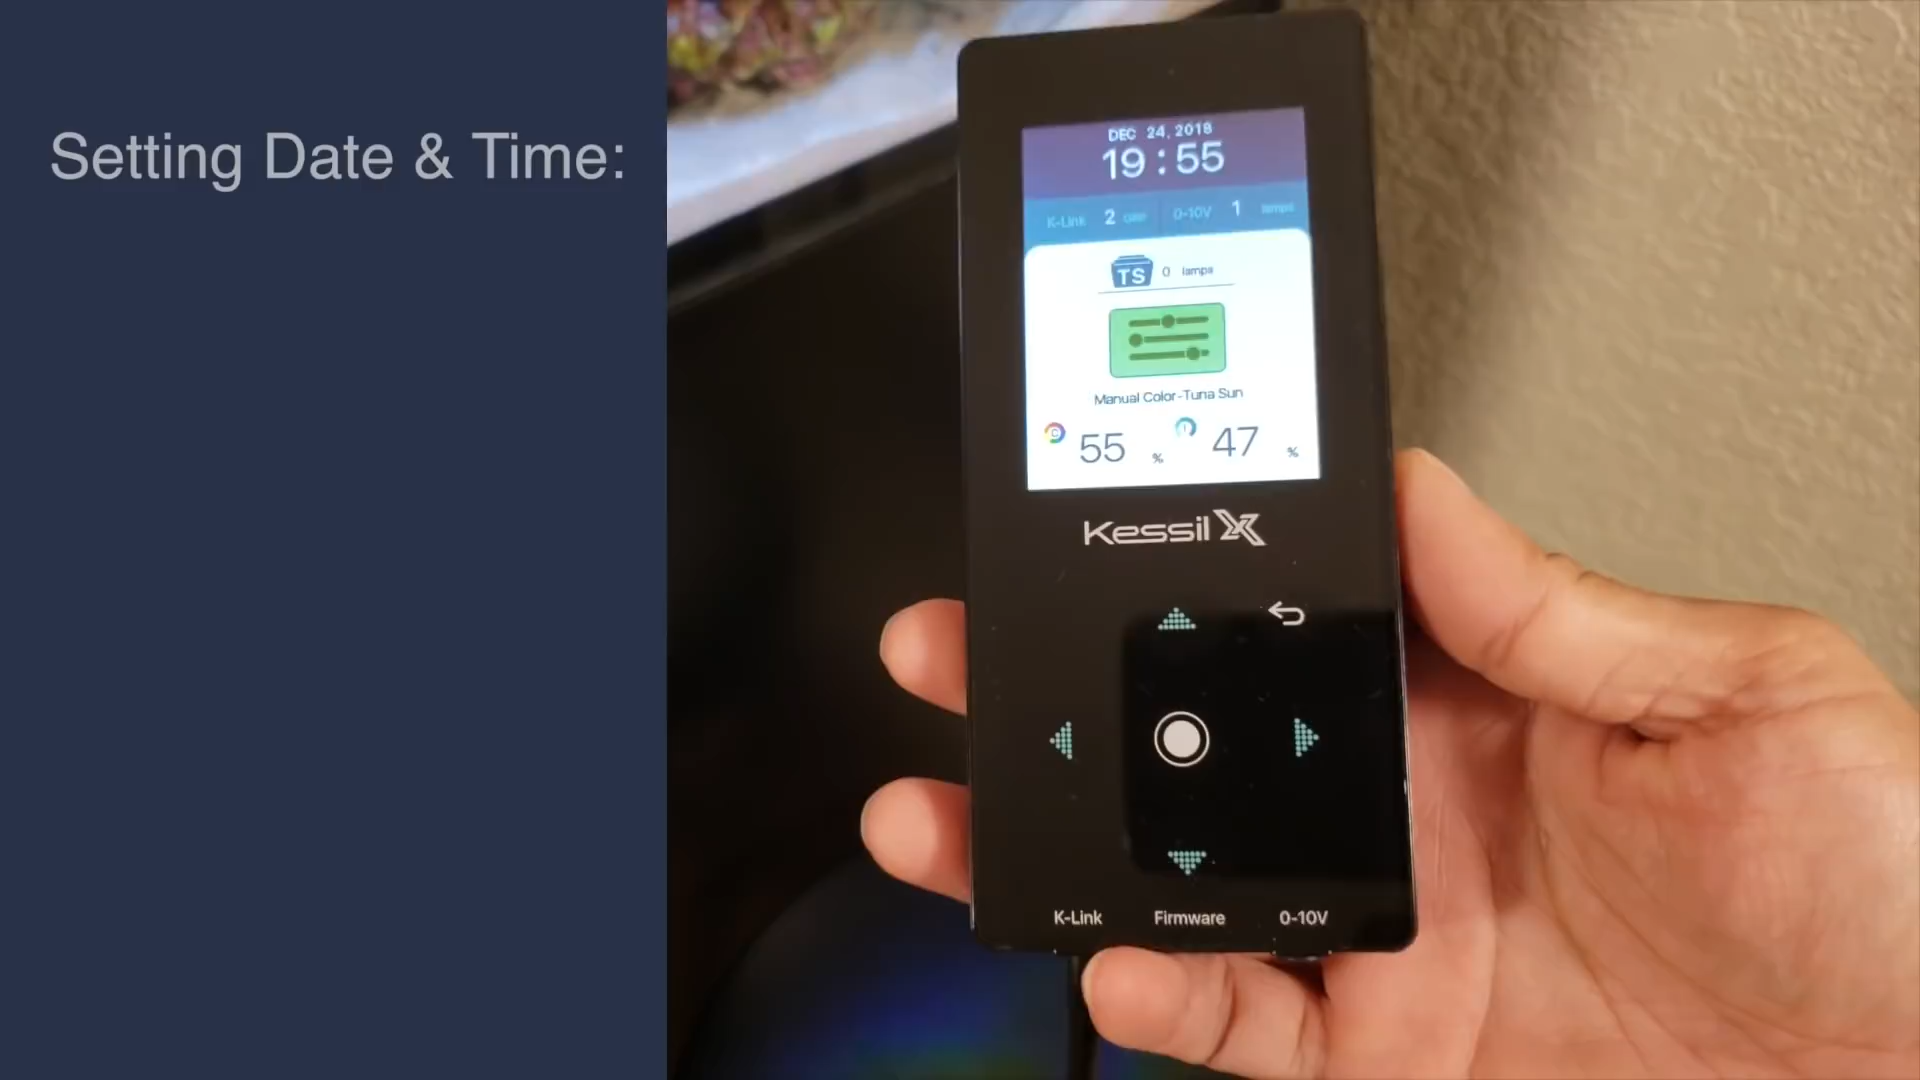 Setting Date & Time:
DEC 24, 2018
19:55
K-Link 2 0-10V 1 lamps
TS 0 lamps
Manual Color-Tuna Sun
C 55 % 47 %
Kessil X
K-Link Firmware 0-10V